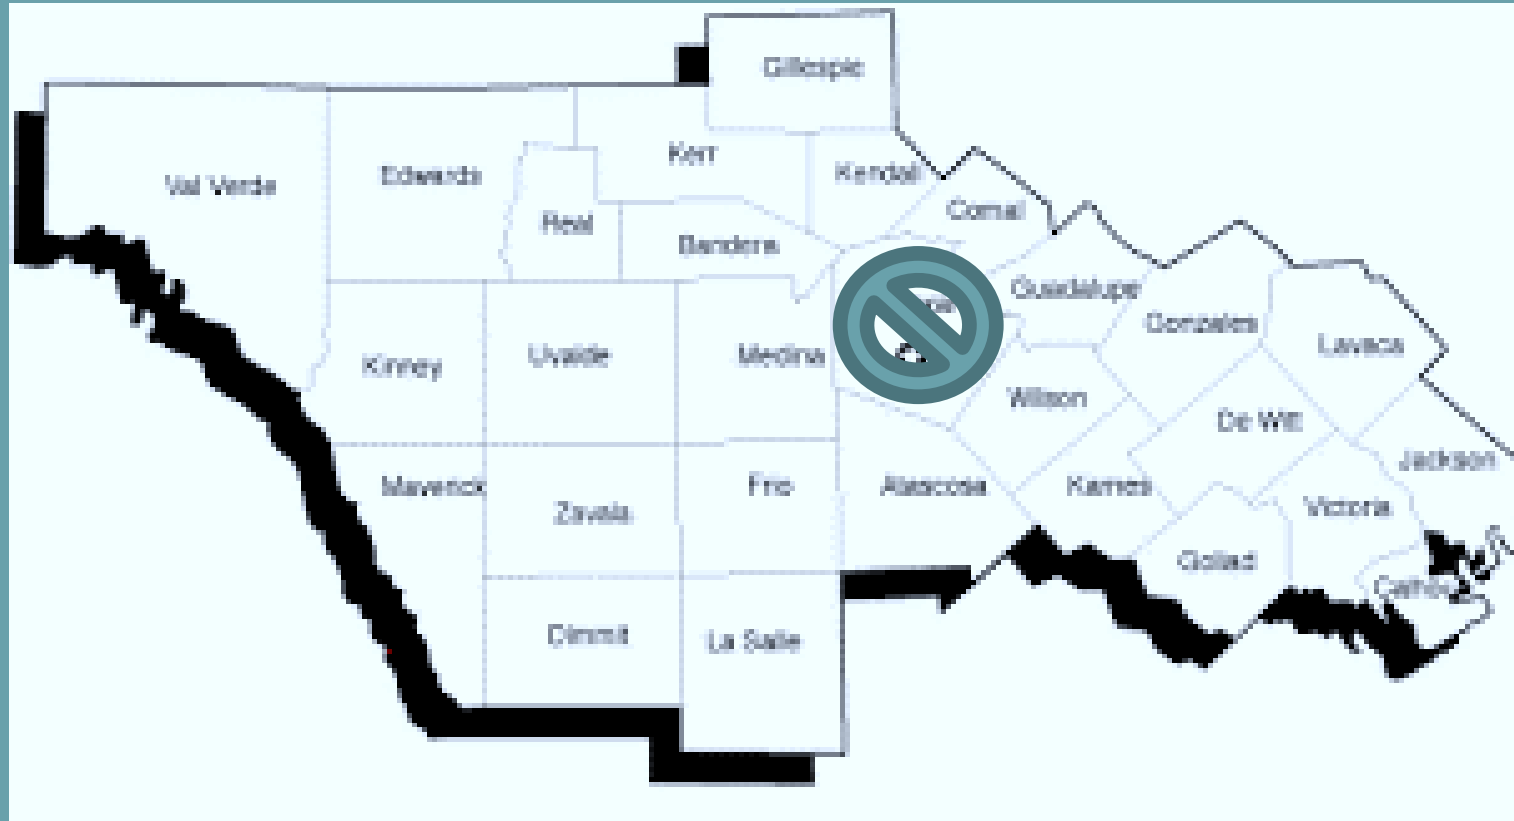 Gillespie
Kerr
Kendall
Val Verde
Edwards
Comal
Real
Bandera
Guadalupe
Gonzales
Lavaca
Kinney
Uvalde
Medina
Wilson
De Witt
Jackson
Maverick
Zavala
Frio
Atascosa
Karnes
Victoria
Goliad
Dimmit
La Salle